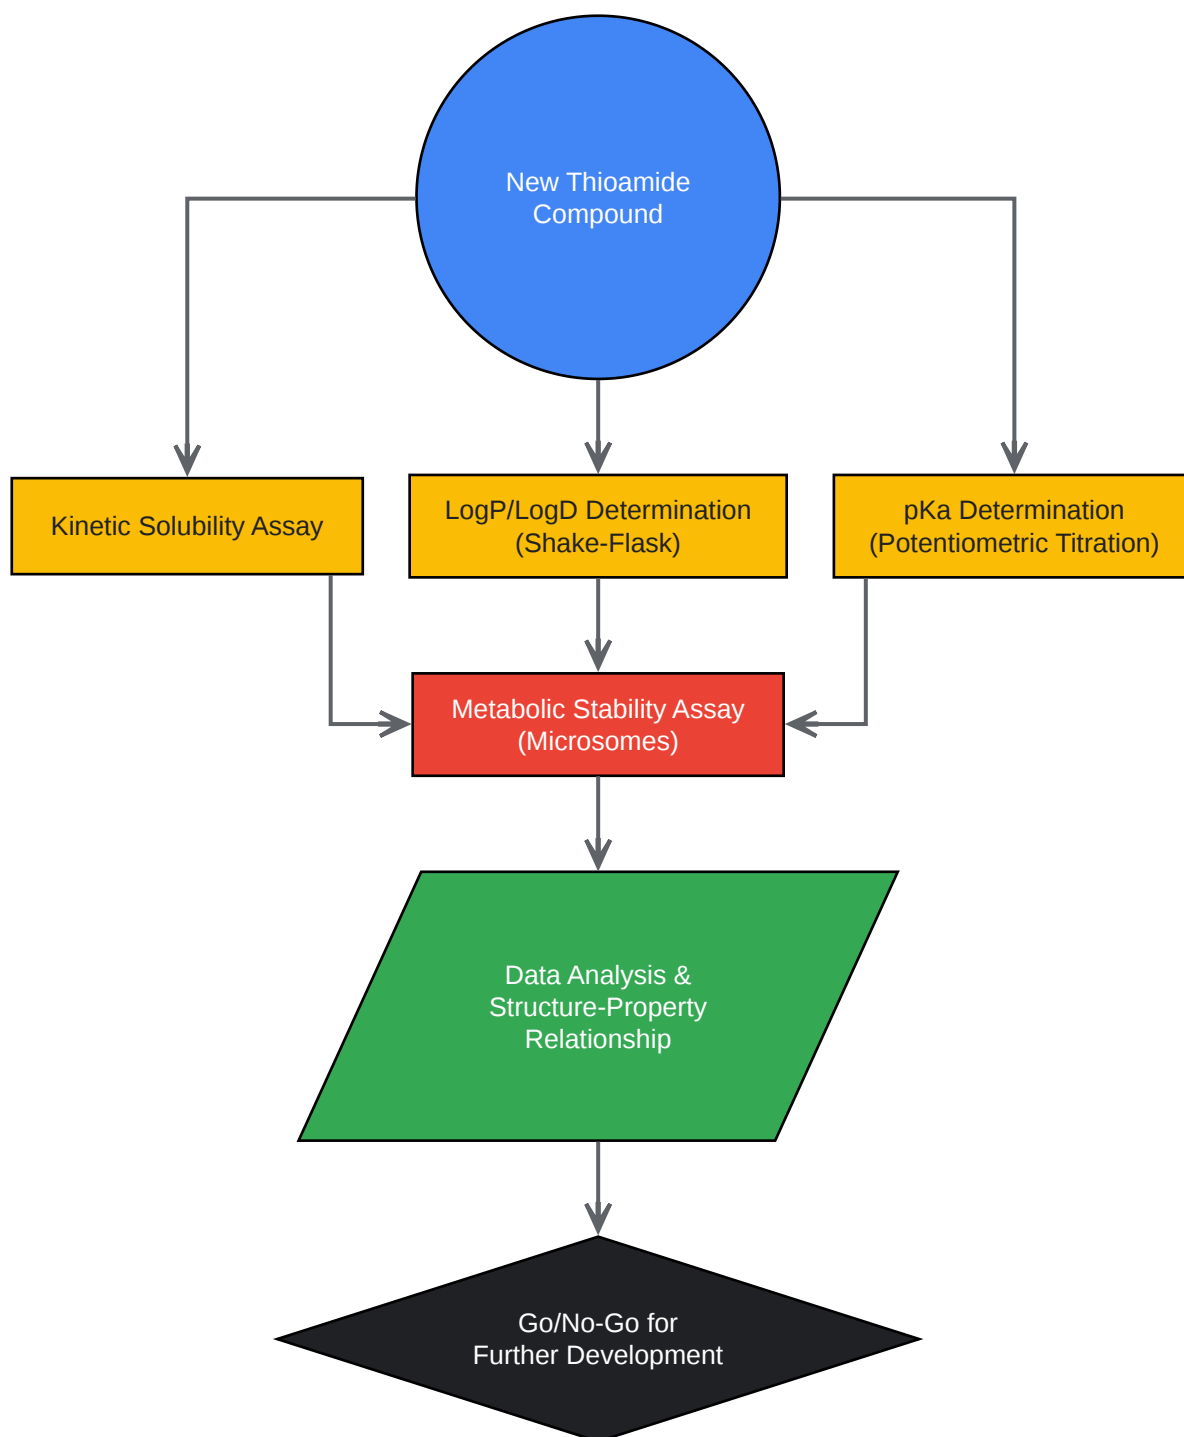 New Thioamide
Compound
Kinetic Solubility Assay
LogP/LogD Determination
(Shake-Flask)
pKa Determination
(Potentiometric Titration)
Metabolic Stability Assay
(Microsomes)
Data Analysis &
Structure-Property
Relationship
Go/No-Go for
Further Development